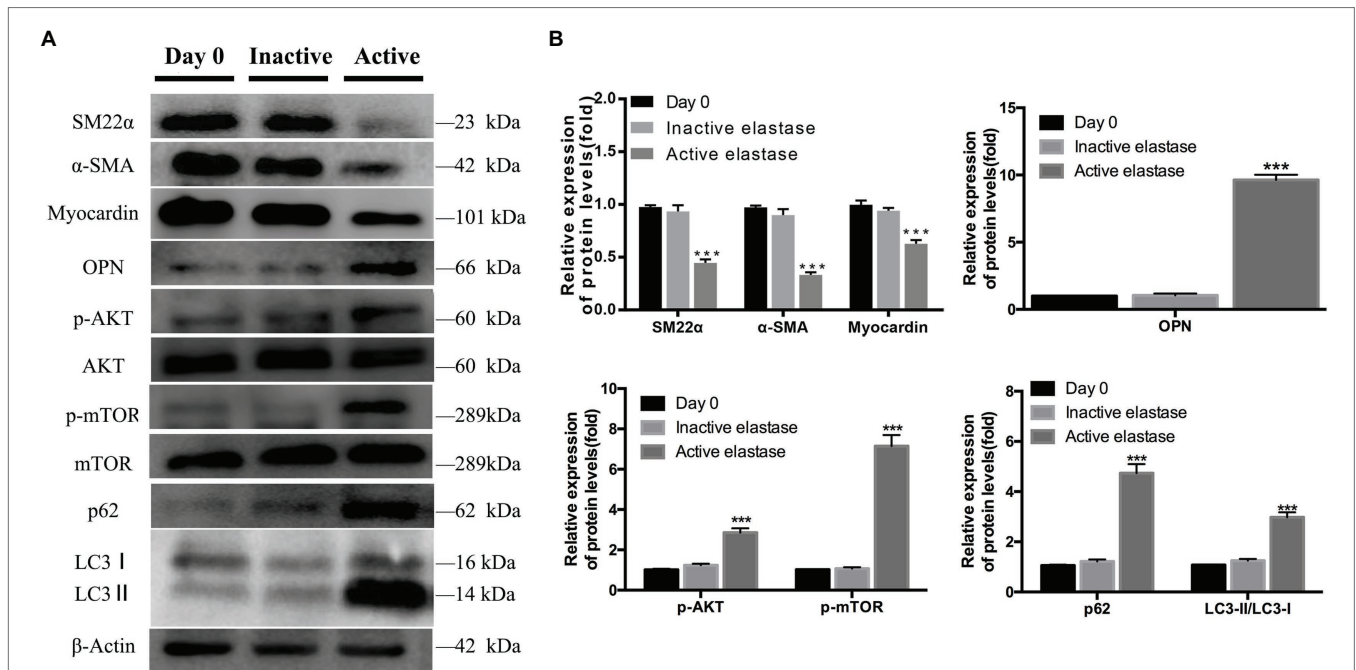 A
Day 0 Inactive Active
SM22α —23 kDa
α-SMA —42 kDa
Myocardin —101 kDa
OPN —66 kDa
p-AKT —60 kDa
AKT —60 kDa
p-mTOR —289kDa
mTOR —289kDa
p62 —62 kDa
LC3 Ⅰ —16 kDa
LC3 Ⅱ —14 kDa
β-Actin —42 kDa
B
Relative expression
of protein levels(fold)
2.0
1.5
1.0
0.5
0.0
Day 0
Inactive elastase
Active elastase
*** *** ***
SM22α α-SMA Myocardin
Relative expression
of protein levels(fold)
15
10
5
0
Day 0
Inactive elastase
Active elastase
***
OPN
Relative expression
of protein levels(fold)
10
8
6
4
2
0
Day 0
Inactive elastase
Active elastase
*** ***
p-AKT p-mTOR
Relative expression
of protein levels(fold)
8
6
4
2
0
Day 0
Inactive elastase
Active elastase
*** ***
p62 LC3-II/LC3-I